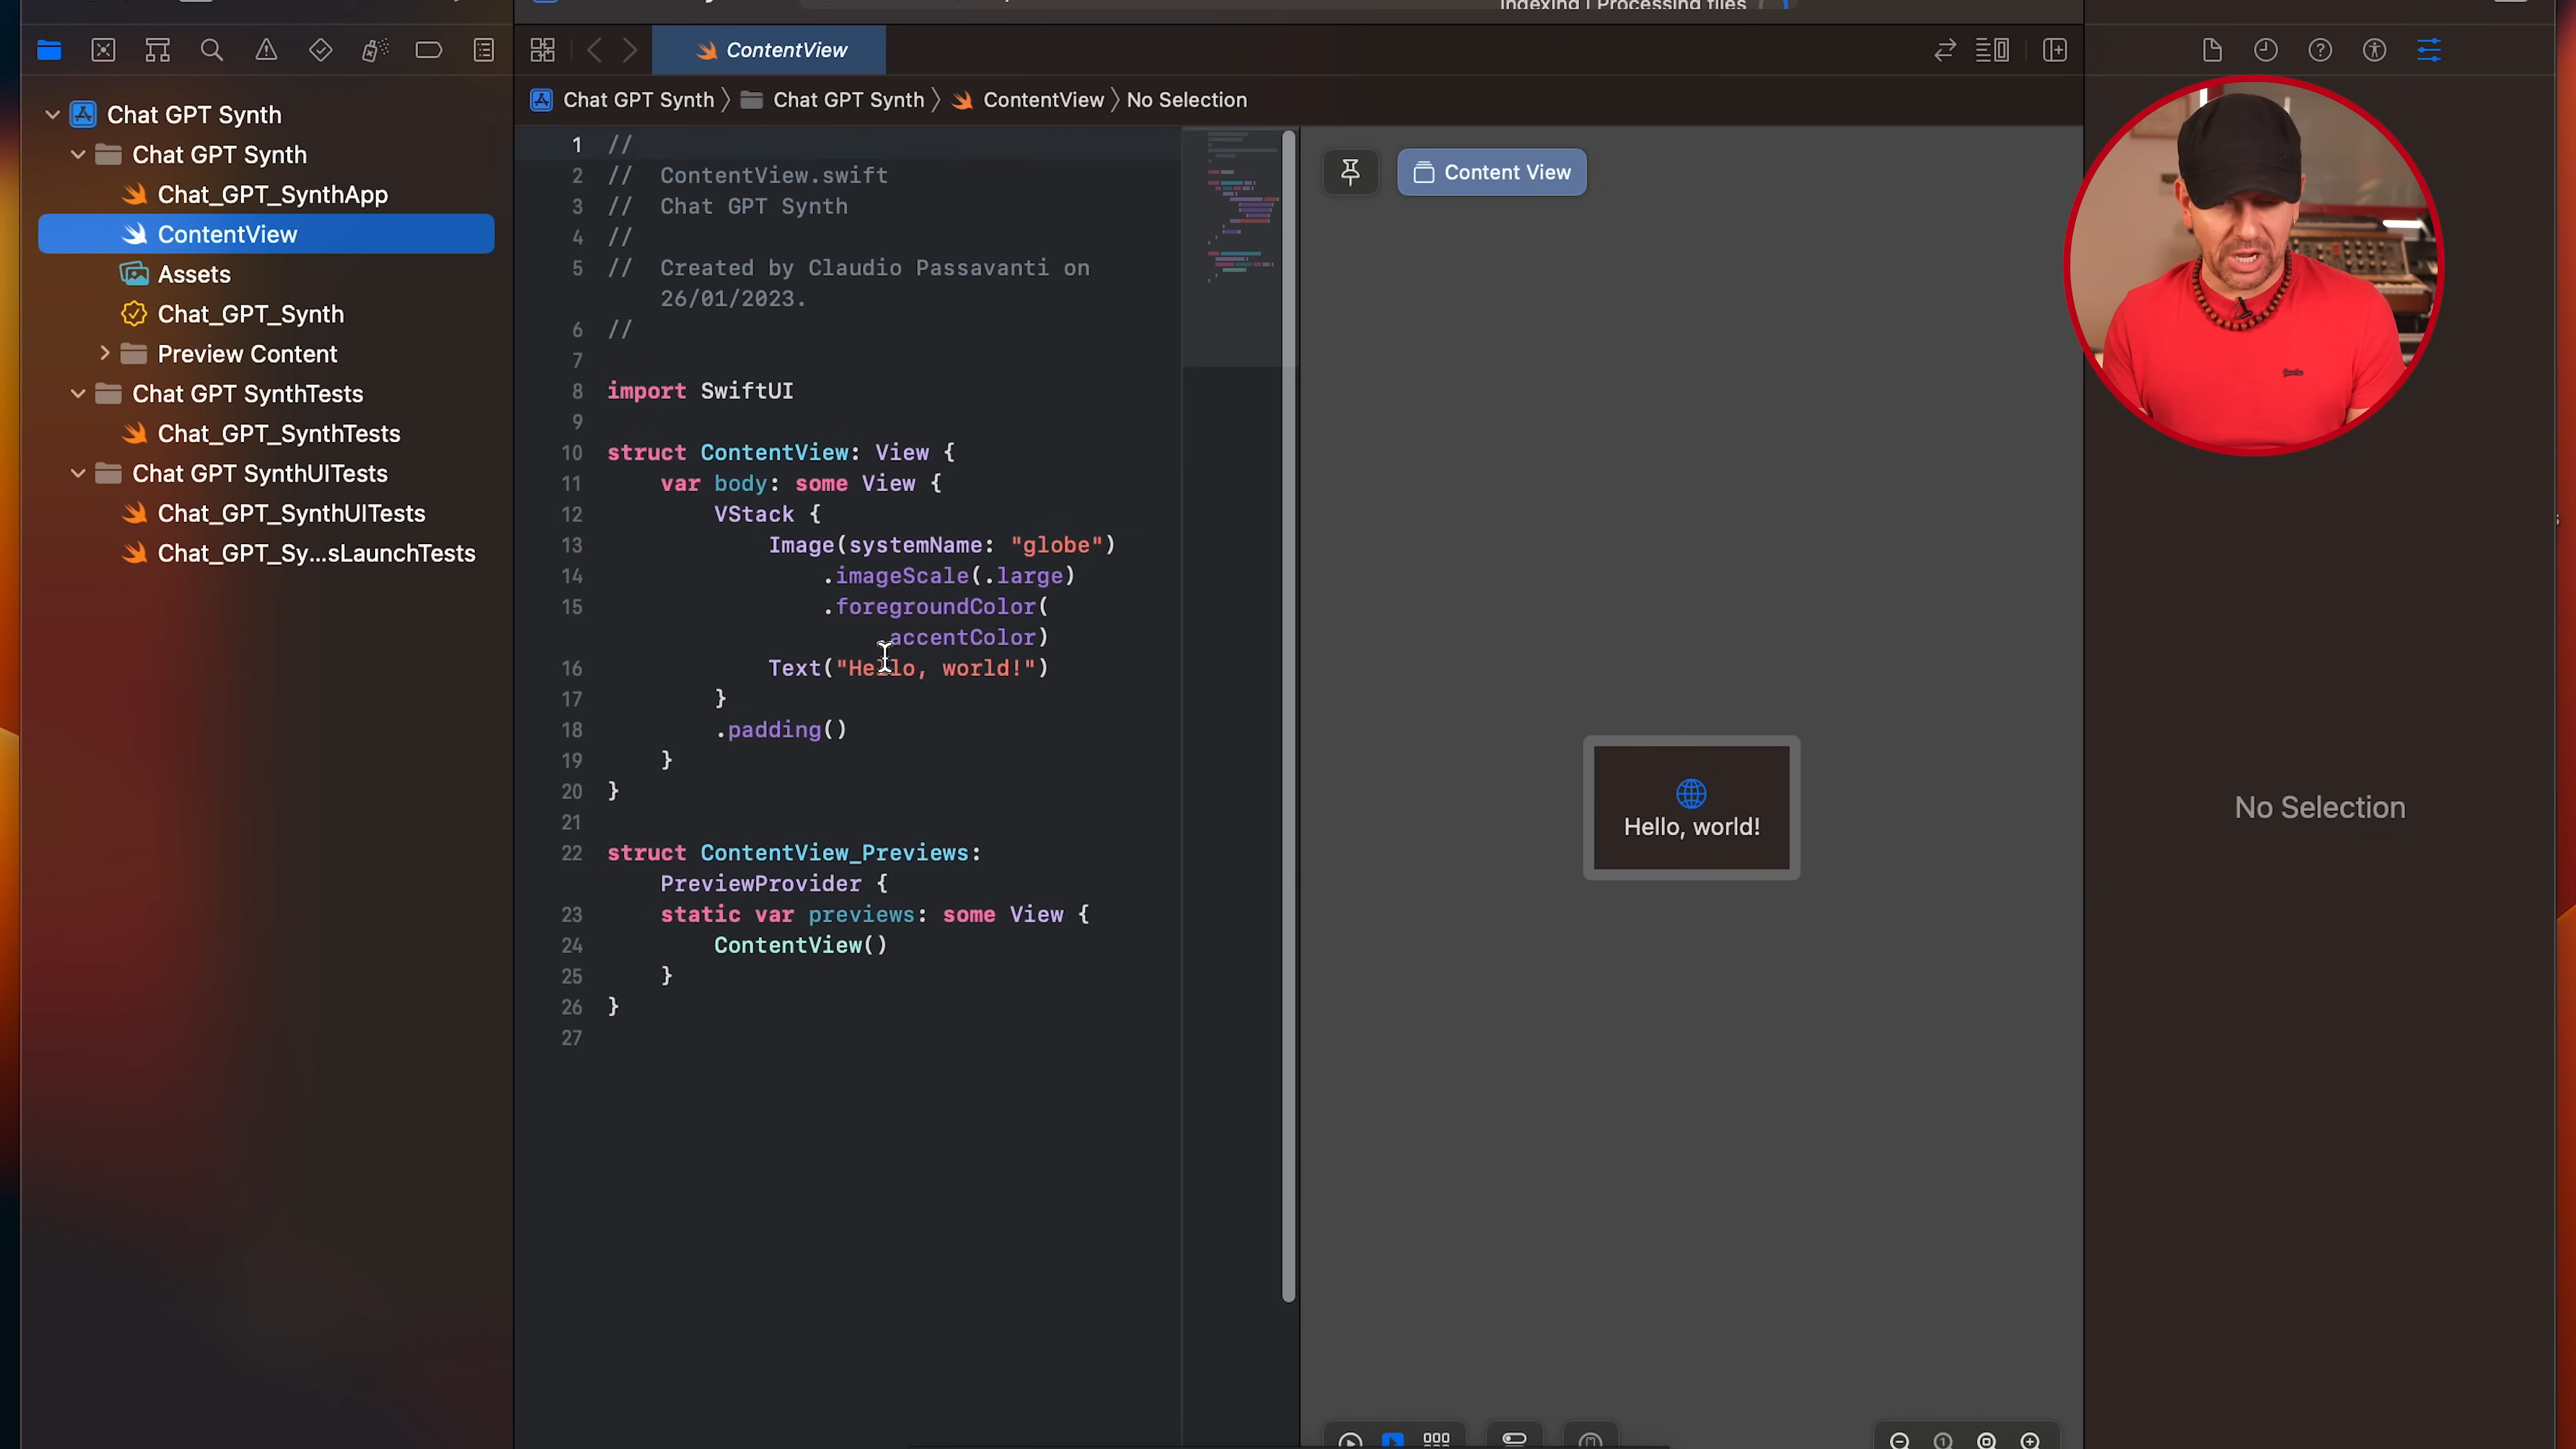 Indexing | Processing files
ContentView
Chat GPT Synth
Chat GPT Synth
ContentView
No Selection
Chat GPT Synth
Chat GPT Synth
Chat_GPT_SynthApp
ContentView
Assets
Chat_GPT_Synth
Preview Content
Chat GPT SynthTests
Chat_GPT_SynthTests
Chat GPT SynthUITests
Chat_GPT_SynthUITests
Chat_GPT_Sy...sLaunchTests
1 //
2 //  ContentView.swift
3 //  Chat GPT Synth
4 //
5 //  Created by Claudio Passavanti on
26/01/2023.
6 //
7
8 import SwiftUI
9
10 struct ContentView: View {
11 var body: some View {
12 VStack {
13 Image(systemName: "globe")
14 .imageScale(.large)
15 .foregroundColor(
accentColor)
16 Text("Hello, world!")
17 }
18 .padding()
19 }
20 }
21
22 struct ContentView_Previews:
PreviewProvider {
23 static var previews: some View {
24 ContentView()
25 }
26 }
27
Content View
Hello, world!
No Selection